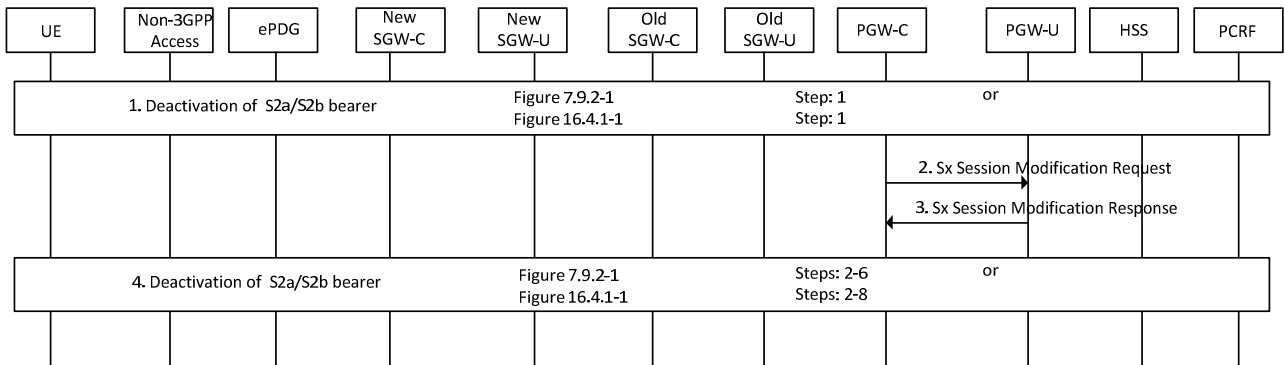 UE
Non-3GPP
Access
ePDG
New
SGW-C
New
SGW-U
Old
SGW-C
Old
SGW-U
PGW-C
PGW-U
HSS
PCRF
1. Deactivation of S2a/S2b bearer
Figure 7.9.2-1 Step: 1 or
Figure 16.4.1-1 Step: 1
2. Sx Session Modification Request
3. Sx Session Modification Response
4. Deactivation of S2a/S2b bearer
Figure 7.9.2-1 Steps: 2-6 or
Figure 16.4.1-1 Steps: 2-8